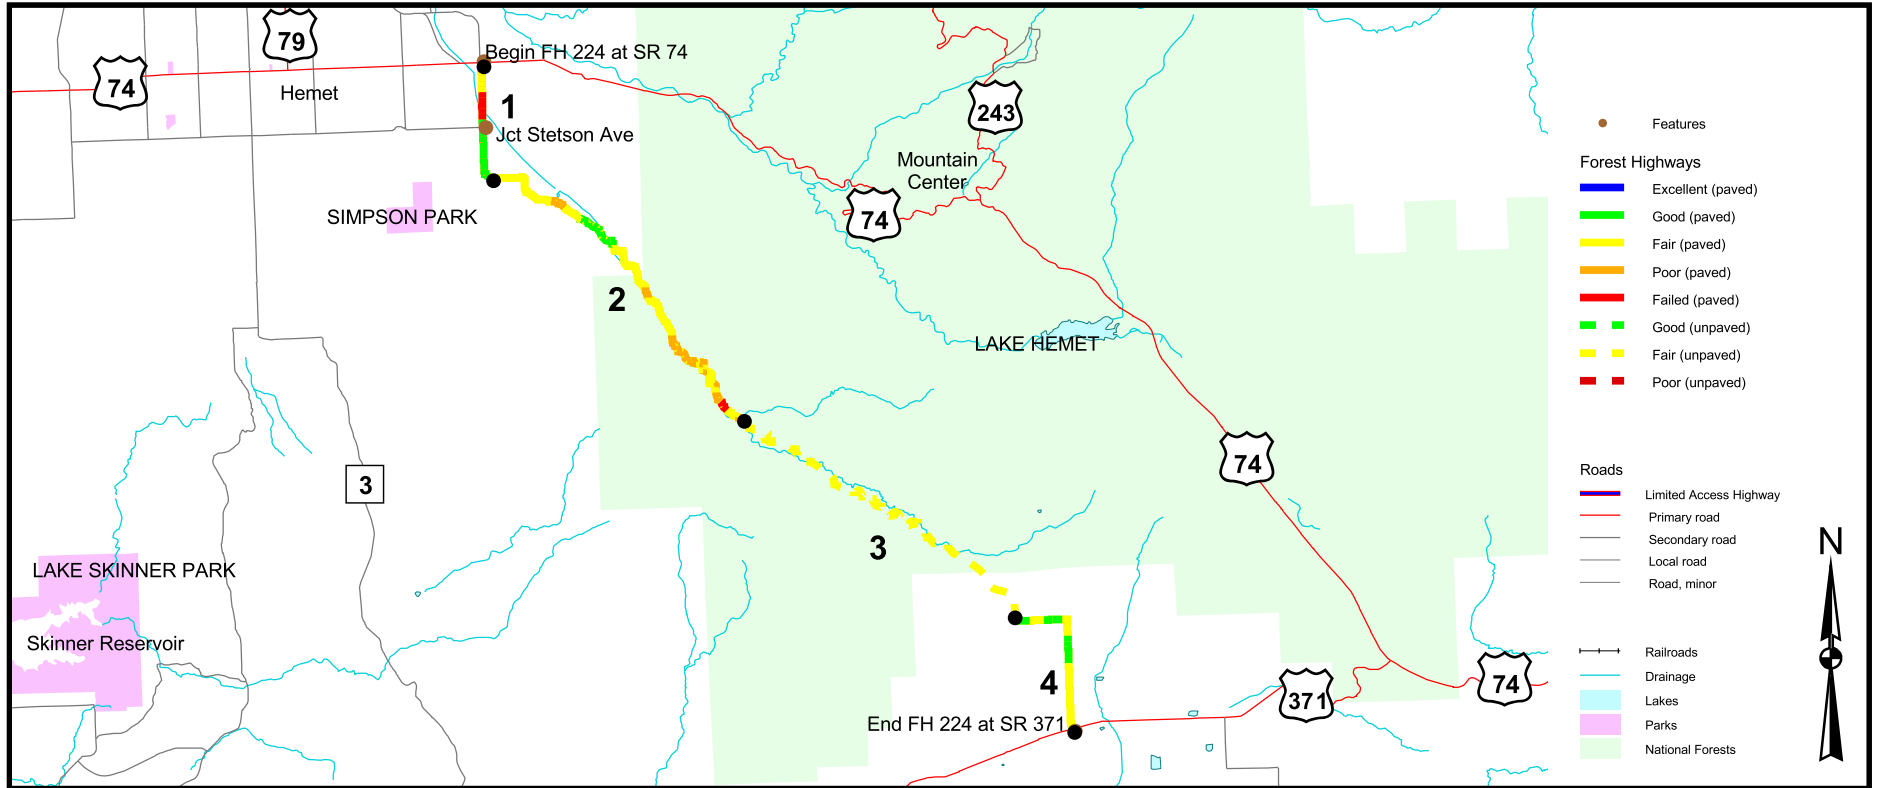 79
Begin FH 224 at SR 74
74
Hemet
1
243
Features
Jct Stetson Ave
Mountain
Center
Forest Highways
Excellent (paved)
SIMPSON PARK
74
Good (paved)
Fair (paved)
Poor (paved)
2
Failed (paved)
Good (unpaved)
LAKE HEMET
Fair (unpaved)
Poor (unpaved)
74
3
Roads
Limited Access Highway
Primary road
Secondary road
Local road
Road, minor
3
N
LAKE SKINNER PARK
Skinner Reservoir
Railroads
Drainage
4
371
74
Lakes
End FH 224 at SR 371
Parks
National Forests